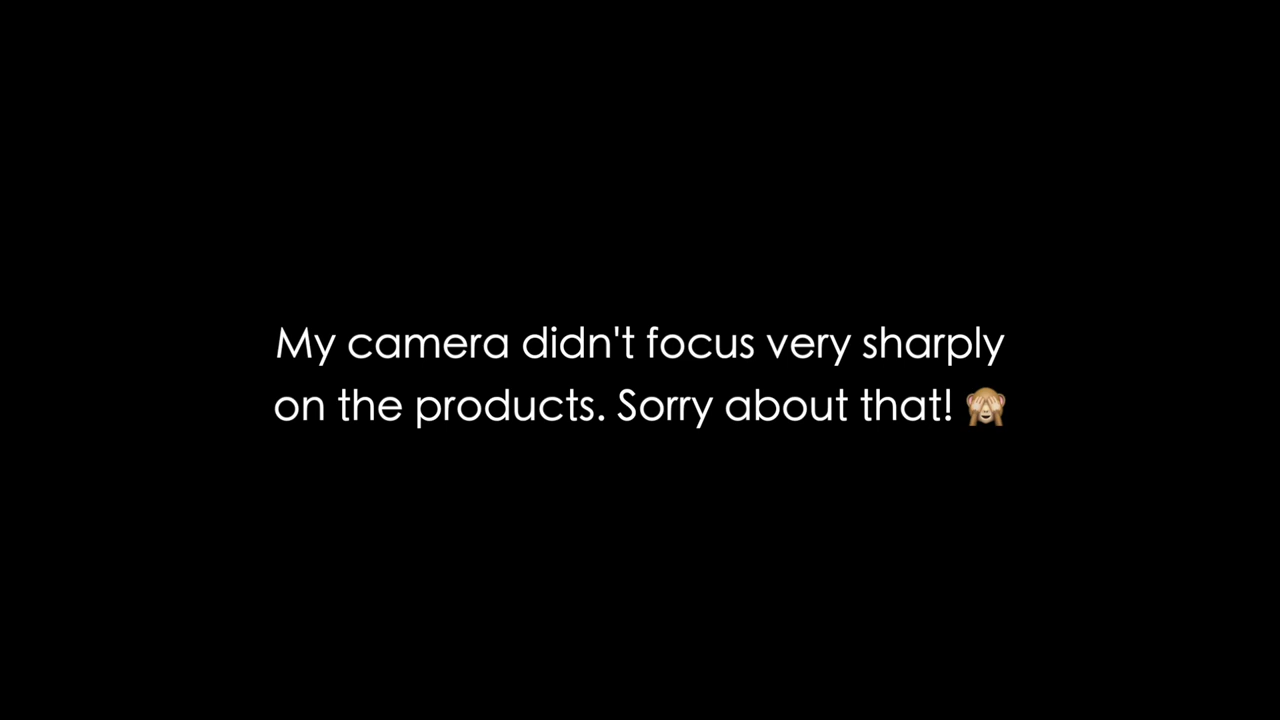 My camera didn't focus very sharply
on the products. Sorry about that! 🙈